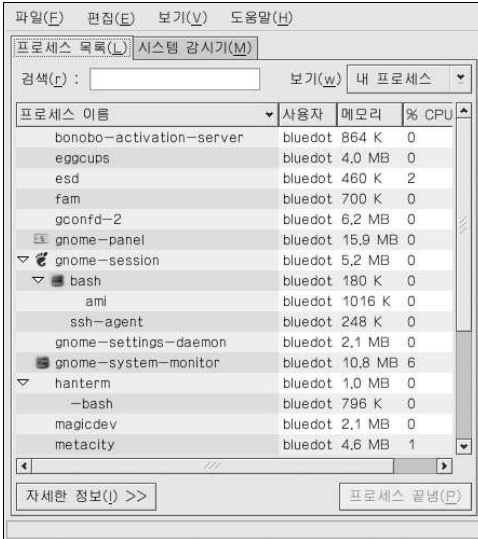 파일(F) 편집(E) 보기(V) 도움말(H)
프로세스 목록(L) 시스템 감시기(M)
검색(r) : 보기(w) 내 프로세스
프로세스 이름 사용자 메모리 % CPU
bonobo-activation-server bluedot 864 K 0
eggcups bluedot 4.0 MB 0
esd bluedot 460 K 2
fam bluedot 700 K 0
gconfd-2 bluedot 6.2 MB 0
gnome-panel bluedot 15.9 MB 0
gnome-session bluedot 5.2 MB 0
bash bluedot 180 K 0
ami bluedot 1016 K 0
ssh-agent bluedot 248 K 0
gnome-settings-daemon bluedot 2.1 MB 0
gnome-system-monitor bluedot 10.8 MB 6
hanterm bluedot 1.0 MB 0
-bash bluedot 796 K 0
magicdev bluedot 2.1 MB 0
metacity bluedot 4.6 MB 1
자세한 정보(I) >> 프로세스 끝냄(P)